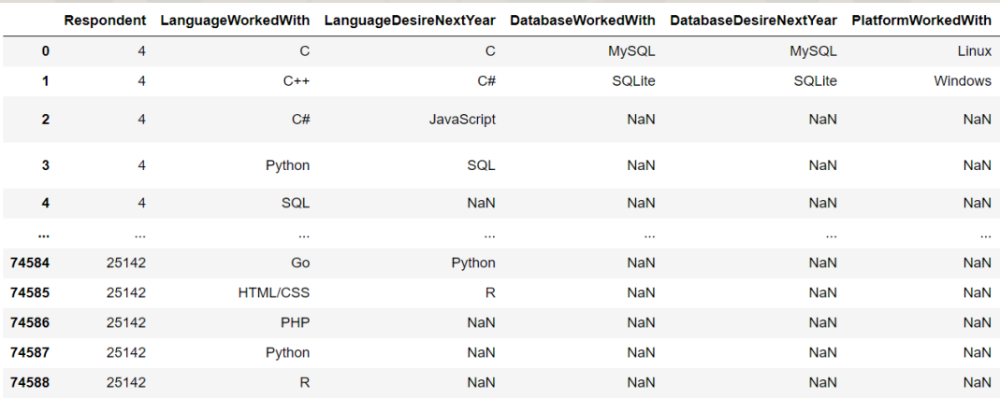 Respondent LanguageWorkedWith LanguageDesireNextYear DatabaseWorkedWith DatabaseDesireNextYear PlatformWorkedWith
0 4 C C MySQL MySQL Linux
1 4 C++ C# SQLite SQLite Windows
2 4 C# JavaScript NaN NaN NaN
3 4 Python SQL NaN NaN NaN
4 4 SQL NaN NaN NaN NaN
... ... ... ... ... ... ...
74584 25142 Go Python NaN NaN NaN
74585 25142 HTML/CSS R NaN NaN NaN
74586 25142 PHP NaN NaN NaN NaN
74587 25142 Python NaN NaN NaN NaN
74588 25142 R NaN NaN NaN NaN